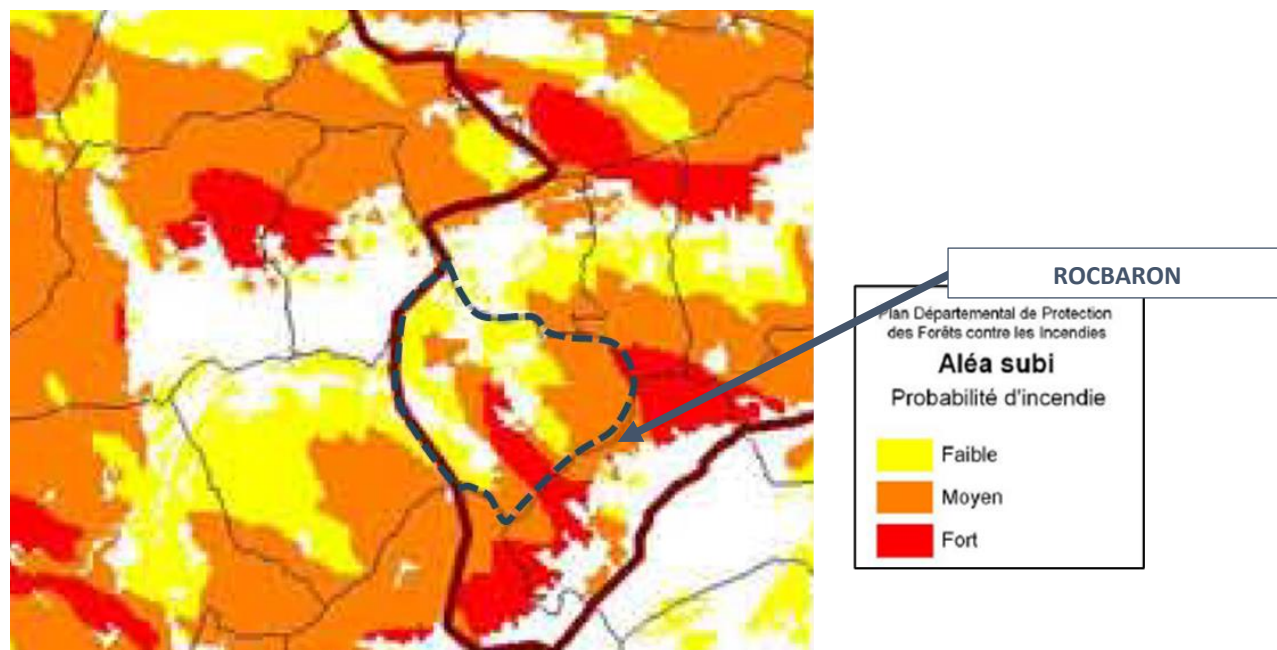 ROCBARON
Plan Départemental de Protection
des Forêts contre les Incendies
Aléa subi
Probabilité d'incendie
Faible
Moyen
Fort